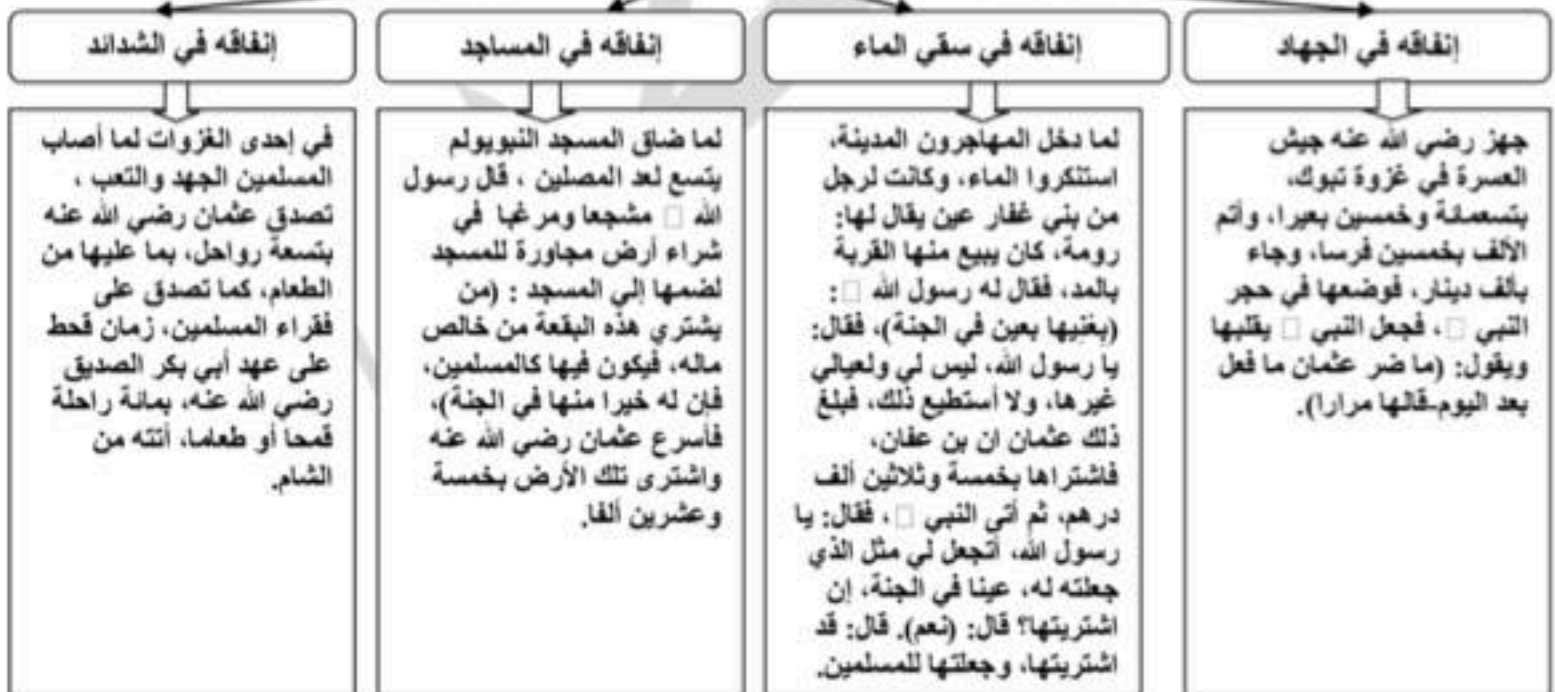 إنفاقه في الجهاد
جهز رضي الله عنه جيش
العسرة في غزوة تبوك،
بتسعمائة وخمسين بعيرا، وأتم
الألف بخمسين فرسا، وجاء
بألف دينار، فوضعها في حجر
النبي □، فجعل النبي □ يقلبها
ويقول: (ما ضر عثمان ما فعل
بعد اليوم-قالها مرارا).
إنفاقه في سقي الماء
لما دخل المهاجرون المدينة،
استنكروا الماء، وكانت لرجل
من بني غفار عين يقال لها:
رومة، كان يبيع منها القربة
بالمد، فقال له رسول الله □:
(بغنيها بعين في الجنة)، فقال:
يا رسول الله، ليس لي ولعيالي
غيرها، ولا أستطيع ذلك، فبلغ
ذلك عثمان ان بن عفان،
فاشتراها بخمسة وثلاثين ألف
درهم، ثم أتى النبي □، فقال: يا
رسول الله، أتجعل لي مثل الذي
جعلته له، عينا في الجنة، إن
اشتريتها؟ قال: (نعم). قال: قد
اشتريتها، وجعلتها للمسلمين.
إنفاقه في المساجد
لما ضاق المسجد النبويولم
يتسع لعد المصلين ، قال رسول
الله □ مشجعا ومرغبا في
شراء أرض مجاورة للمسجد
لضمها إلي المسجد : (من
يشتري هذه البقعة من خالص
ماله، فيكون فيها كالمسلمين،
فإن له خيرا منها في الجنة)،
فأسرع عثمان رضي الله عنه
واشترى تلك الأرض بخمسة
وعشرين ألفا.
إنفاقه في الشدائد
في إحدى الغزوات لما أصاب
المسلمين الجهد والتعب ،
تصدق عثمان رضي الله عنه
بتسعة رواحل، بما عليها من
الطعام، كما تصدق على
فقراء المسلمين، زمان قحط
على عهد أبي بكر الصديق
رضي الله عنه، بمائة راحلة
قمحا أو طعاما، أتته من
الشام.